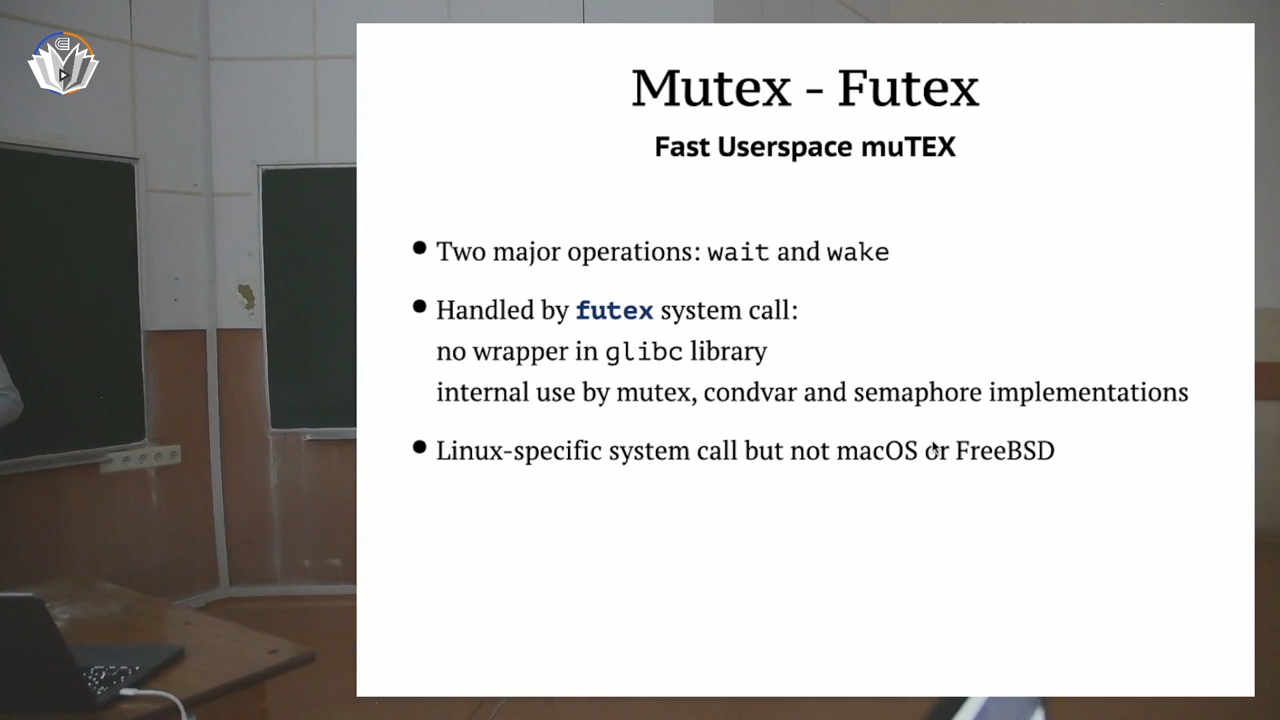 Mutex - Futex
Fast Userspace muTEX
• Two major operations: wait and wake
• Handled by futex system call:
no wrapper in glibc library
internal use by mutex, condvar and semaphore implementations
• Linux-specific system call but not macOS or FreeBSD